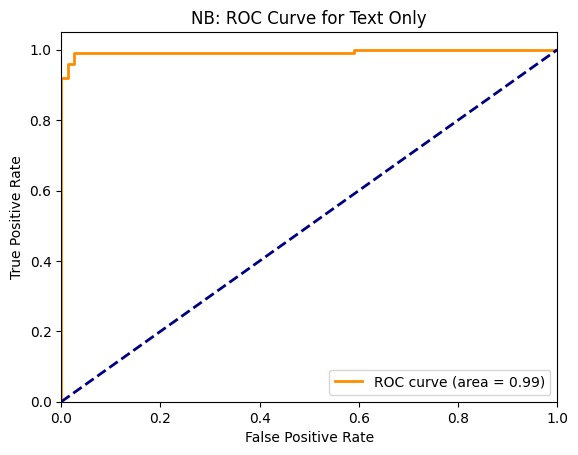 NB: ROC Curve for Text Only
True Positive Rate
1.0
0.8
0.6
0.4
0.2
0.0
ROC curve (area = 0.99)
0.0 0.2 0.4 0.6 0.8 1.0
False Positive Rate